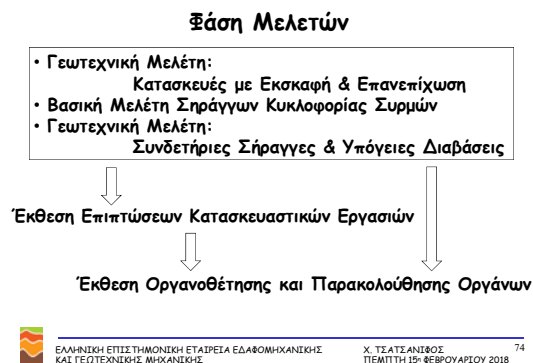 Φάση Μελετών
• Γεωτεχνική Μελέτη:
Κατασκευές με Εκσκαφή & Επανεπίχωση
• Βασική Μελέτη Σηράγγων Κυκλοφορίας Συρμών
• Γεωτεχνική Μελέτη:
Συνδετήριες Σήραγγες & Υπόγειες Διαβάσεις
Έκθεση Επιπτώσεων Κατασκευαστικών Εργασιών
Έκθεση Οργανοθέτησης και Παρακολούθησης Οργάνων
ΕΛΛΗΝΙΚΗ ΕΠΙΣΤΗΜΟΝΙΚΗ ΕΤΑΙΡΕΙΑ ΕΔΑΦΟΜΗΧΑΝΙΚΗΣ Χ. ΤΣΑΤΣΑΝΙΦΟΣ 74
ΚΑΙ ΓΕΩΤΕΧΝΙΚΗΣ ΜΗΧΑΝΙΚΗΣ ΠΕΜΠΤΗ 15η ΦΕΒΡΟΥΑΡΙΟΥ 2018